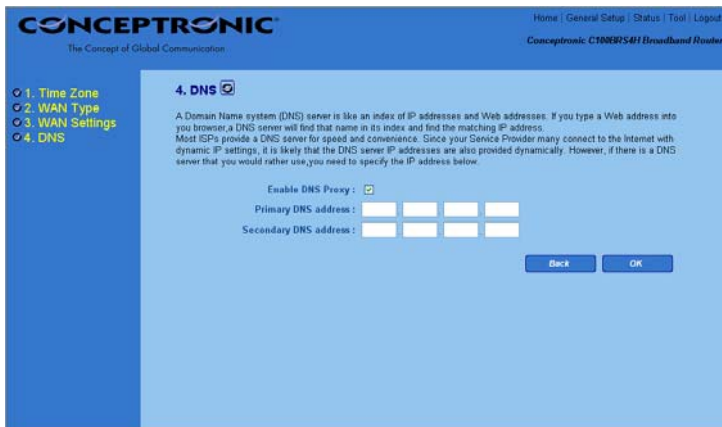 CONCEPTRONIC
The Concept of Global Communication
Home | General Setup | Status | Tool | Logout
Conceptronic C100BRS4H Broadband Router
1. Time Zone
2. WAN Type
3. WAN Settings
4. DNS
4. DNS
A Domain Name system (DNS) server is like an index of IP addresses and Web addresses. If you type a Web address into
you browser,a DNS server will find that name in its index and find the matching IP address.
Most ISPs provide a DNS server for speed and convenience. Since your Service Provider many connect to the Internet with
dynamic IP settings, it is likely that the DNS server IP addresses are also provided dynamically. However, if there is a DNS
server that you would rather use,you need to specify the IP address below.
Enable DNS Proxy :
Primary DNS address :
Secondary DNS address :
Back
OK